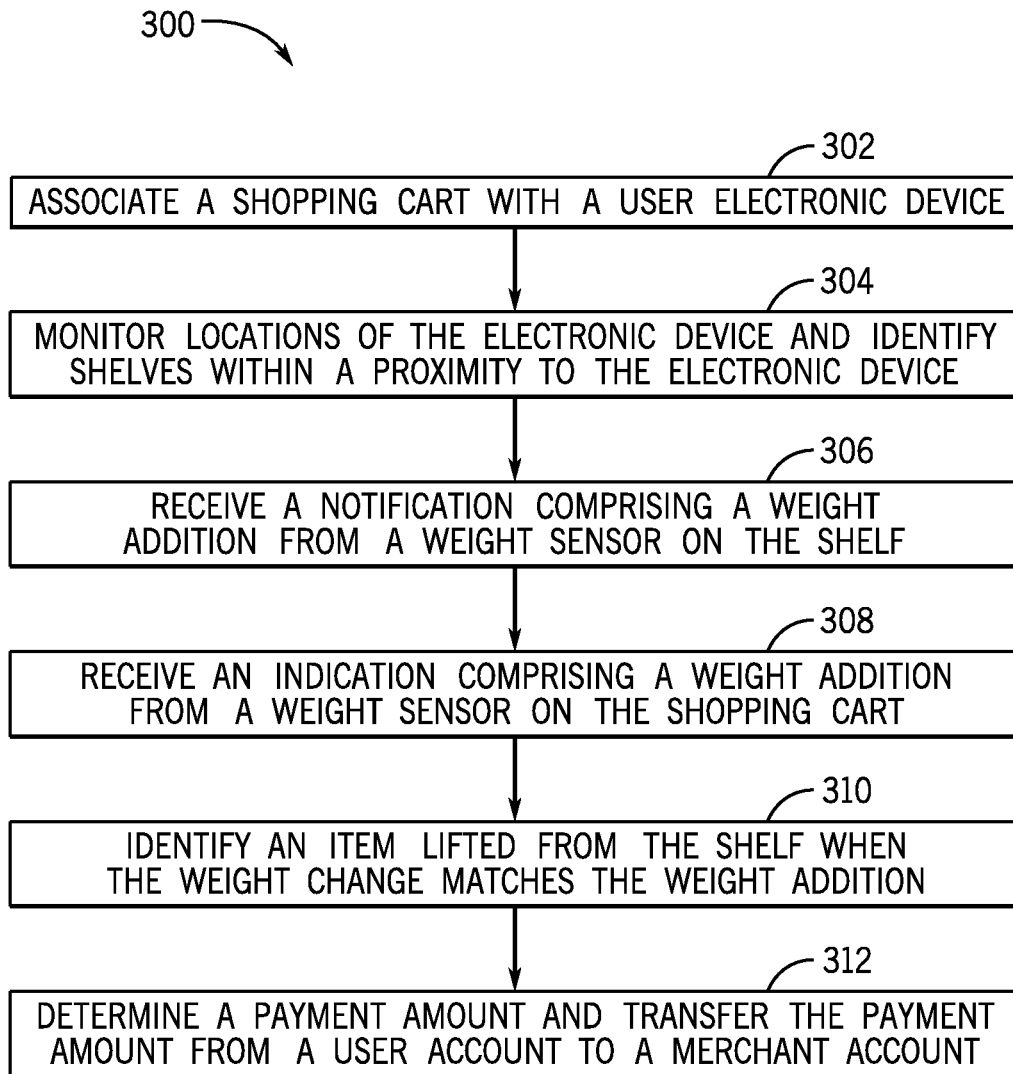 300
302
ASSOCIATE A SHOPPING CART WITH A USER ELECTRONIC DEVICE
304
MONITOR LOCATIONS OF THE ELECTRONIC DEVICE AND IDENTIFY
SHELVES WITHIN A PROXIMITY TO THE ELECTRONIC DEVICE
306
RECEIVE A NOTIFICATION COMPRISING A WEIGHT
ADDITION FROM A WEIGHT SENSOR ON THE SHELF
308
RECEIVE AN INDICATION COMPRISING A WEIGHT ADDITION
FROM A WEIGHT SENSOR ON THE SHOPPING CART
310
IDENTIFY AN ITEM LIFTED FROM THE SHELF WHEN
THE WEIGHT CHANGE MATCHES THE WEIGHT ADDITION
312
DETERMINE A PAYMENT AMOUNT AND TRANSFER THE PAYMENT
AMOUNT FROM A USER ACCOUNT TO A MERCHANT ACCOUNT